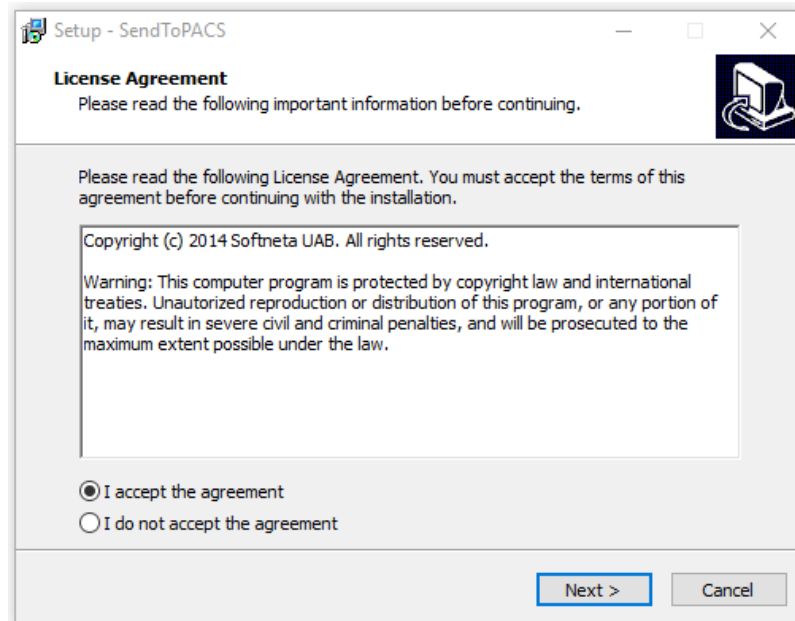 Setup - SendToPACS
License Agreement
Please read the following important information before continuing.
Please read the following License Agreement. You must accept the terms of this
agreement before continuing with the installation.
Copyright (c) 2014 Softneta UAB. All rights reserved.
Warning: This computer program is protected by copyright law and international
treaties. Unautorized reproduction or distribution of this program, or any portion of
it, may result in severe civil and criminal penalties, and will be prosecuted to the
maximum extent possible under the law.
I accept the agreement
I do not accept the agreement
Next >
Cancel